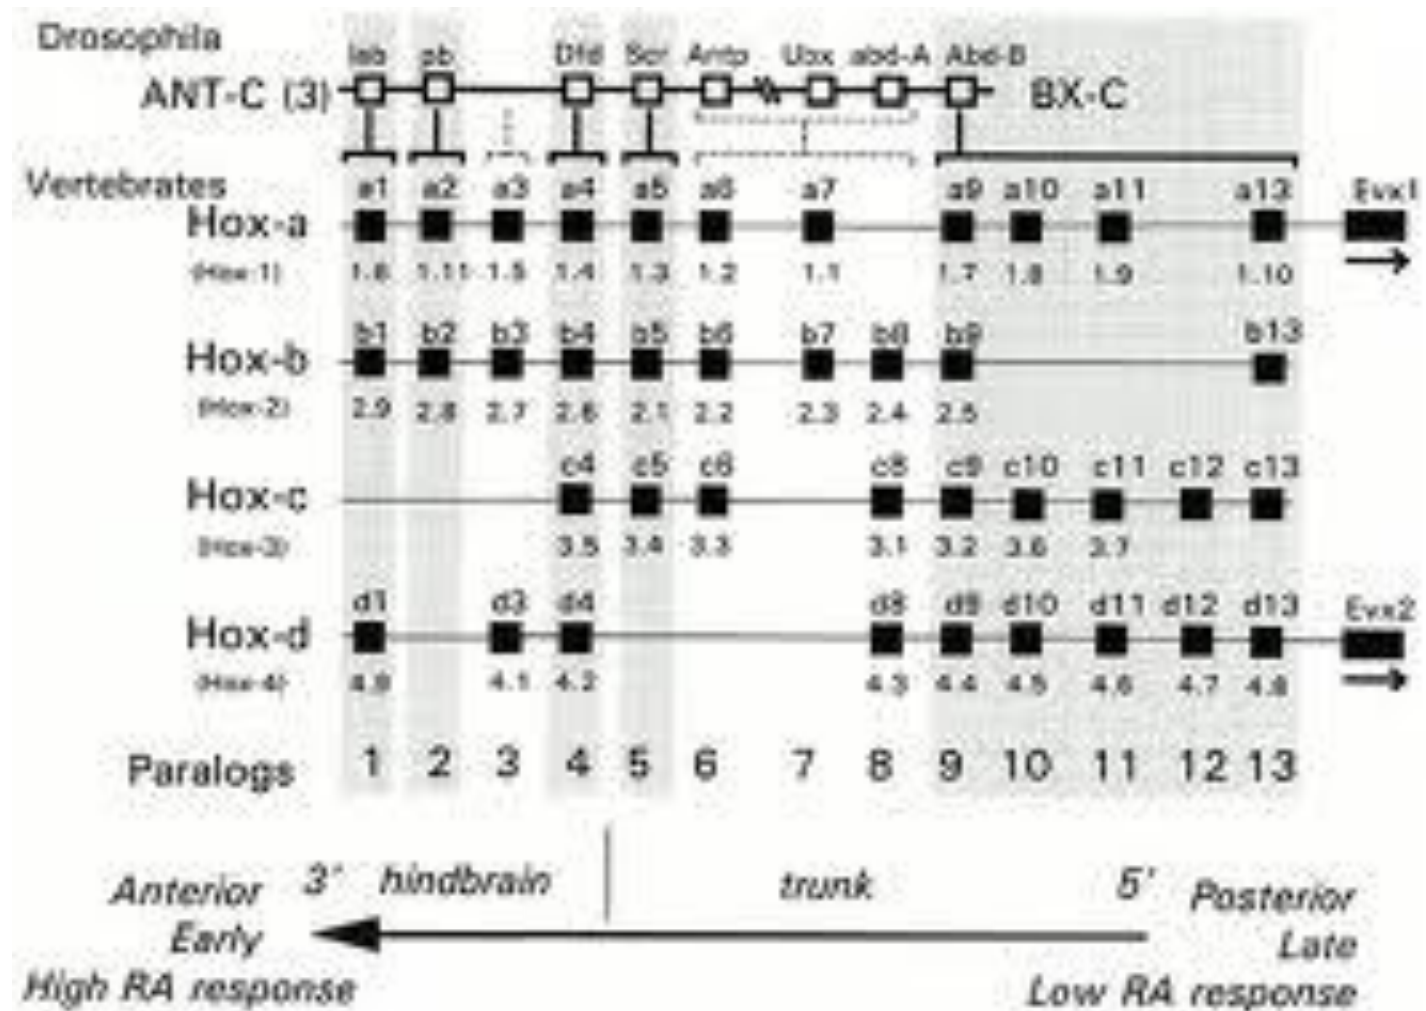 Drosophila
lab pb Dfd Scr Antp Ubx abd-A Abd-B
ANT-C (3) BX-C
Vertebrates
a1 a2 a3 a4 a5 a6 a7 a9 a10 a11 a13 Evx1
Hox-a
(Hox-1) 1.6 1.11 1.5 1.4 1.3 1.2 1.1 1.7 1.8 1.9 1.10
b1 b2 b3 b4 b5 b6 b7 b8 b9 b13
Hox-b
(Hox-2) 2.9 2.8 2.7 2.6 2.1 2.2 2.3 2.4 2.5
c4 c5 c6 c8 c9 c10 c11 c12 c13
Hox-c
(Hox-3) 3.5 3.4 3.3 3.1 3.2 3.6 3.7
d1 d3 d4 d8 d9 d10 d11 d12 d13 Evx2
Hox-d
(Hox-4) 4.9 4.1 4.2 4.3 4.4 4.5 4.6 4.7 4.8
Paralogs 1 2 3 4 5 6 7 8 9 10 11 12 13
Anterior 3' hindbrain trunk 5' Posterior
Early Late
High RA response Low RA response